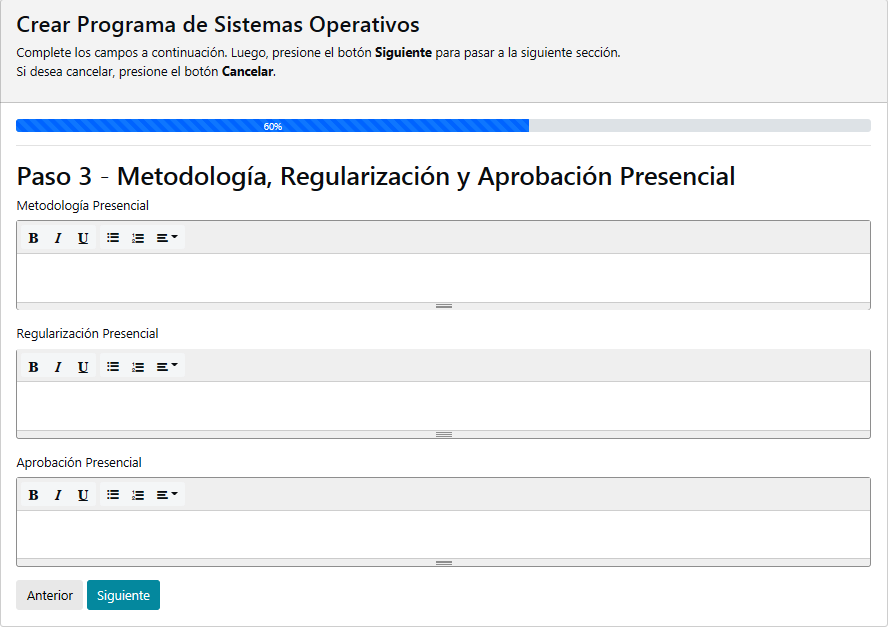 Crear Programa de Sistemas Operativos
Complete los campos a continuación. Luego, presione el botón Siguiente para pasar a la siguiente sección.
Si desea cancelar, presione el botón Cancelar.
60%
Paso 3 - Metodología, Regularización y Aprobación Presencial
Metodología Presencial
B I U
Regularización Presencial
B I U
Aprobación Presencial
B I U
Anterior Siguiente